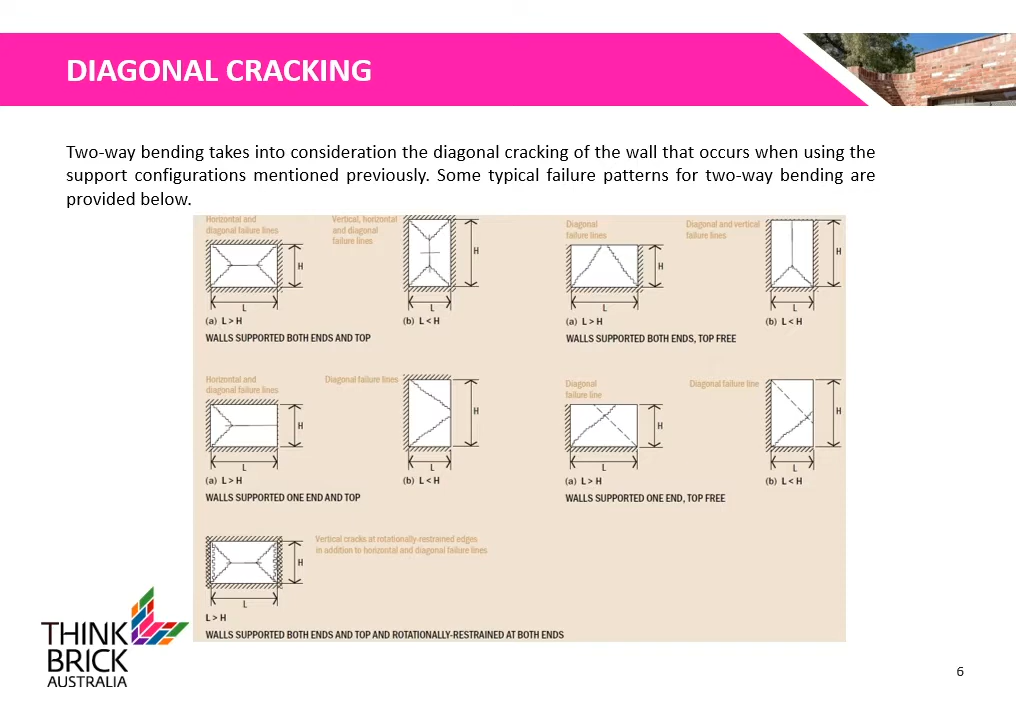 DIAGONAL CRACKING
Two-way bending takes into consideration the diagonal cracking of the wall that occurs when using the
support configurations mentioned previously. Some typical failure patterns for two-way bending are
provided below.
Horizontal and
diagonal failure lines
H
L
(a) L > H
Vertical, horizontal
and diagonal
failure lines
H
L
(b) L < H
WALLS SUPPORTED BOTH ENDS AND TOP
Diagonal
failure lines
H
L
(a) L > H
Diagonal and vertical
failure lines
H
L
(b) L < H
WALLS SUPPORTED BOTH ENDS, TOP FREE
Horizontal and
diagonal failure lines
H
L
(a) L > H
Diagonal failure lines
H
L
(b) L < H
WALLS SUPPORTED ONE END AND TOP
Diagonal
failure line
H
L
(a) L > H
Diagonal failure line
H
L
(b) L < H
WALLS SUPPORTED ONE END, TOP FREE
Vertical cracks at rotationally-restrained edges
in addition to horizontal and diagonal failure lines
H
L
L > H
WALLS SUPPORTED BOTH ENDS AND TOP AND ROTATIONALLY-RESTRAINED AT BOTH ENDS
THINK
BRICK
AUSTRALIA
6